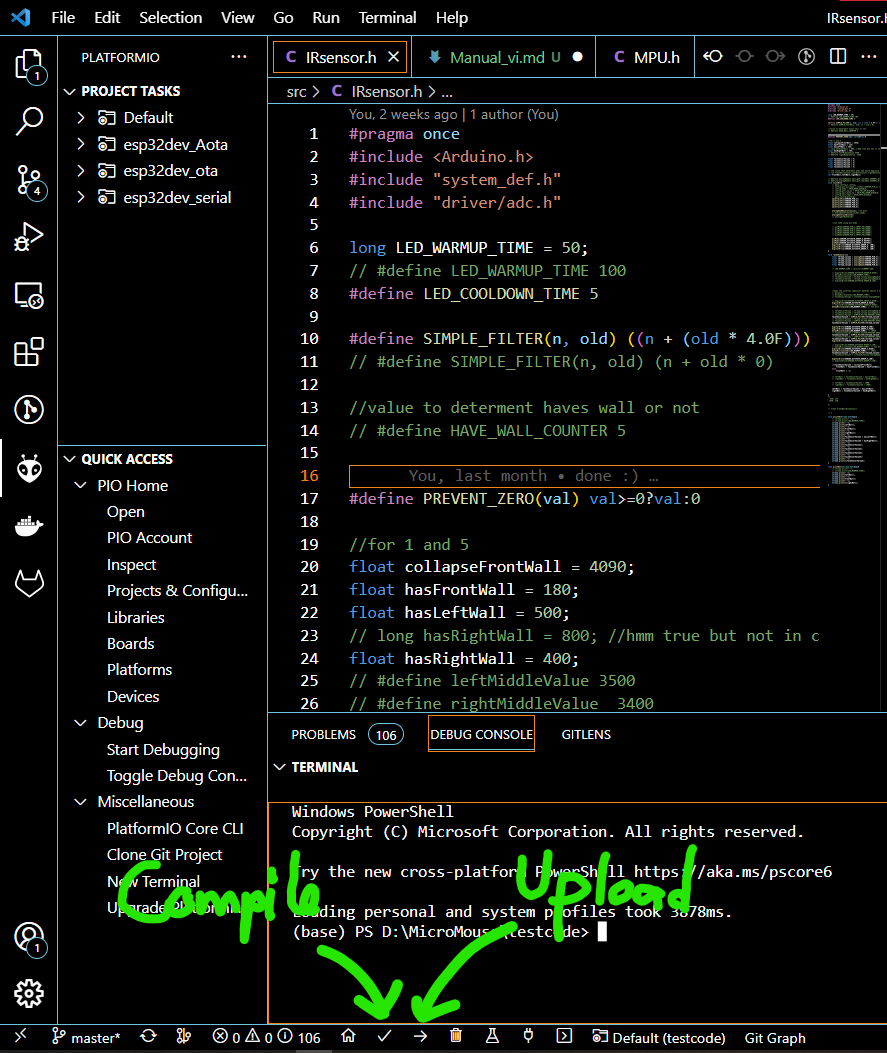 File Edit Selection View Go Run Terminal Help IRsensor.h
PLATFORMIO ···
IRsensor.h Manual_vi.md U MPU.h ···
PROJECT TASKS
Default
esp32dev_Aota
esp32dev_ota
esp32dev_serial
src > C IRsensor.h > ...
You, 2 weeks ago | 1 author (You)
1 #pragma once
2 #include <Arduino.h>
3 #include "system_def.h"
4 #include "driver/adc.h"
5
6 long LED_WARMUP_TIME = 50;
7 // #define LED_WARMUP_TIME 100
8 #define LED_COOLDOWN_TIME 5
9
10 #define SIMPLE_FILTER(n, old) ((n + (old * 4.0F)))
11 // #define SIMPLE_FILTER(n, old) (n + old * 0)
12
13 //value to determent haves wall or not
14 // #define HAVE_WALL_COUNTER 5
15
16 You, last month • done :) …
17 #define PREVENT_ZERO(val) val>=0?val:0
18
19 //for 1 and 5
20 float collapseFrontWall = 4090;
21 float hasFrontWall = 180;
22 float hasLeftWall = 500;
23 // long hasRightWall = 800; //hmm true but not in c
24 float hasRightWall = 400;
25 // #define leftMiddleValue 3500
26 // #define rightMiddleValue  3400
QUICK ACCESS
PIO Home
Open
PIO Account
Inspect
Projects & Configu...
Libraries
Boards
Platforms
Devices
Debug
Start Debugging
Toggle Debug Con...
Miscellaneous
PlatformIO Core CLI
Clone Git Project
New Terminal
PROBLEMS 106 DEBUG CONSOLE GITLENS
TERMINAL
Windows PowerShell
Copyright (C) Microsoft Corporation. All rights reserved.
Try the new cross-platform PowerShell https://aka.ms/pscore6
Loading personal and system profiles took 3878ms.
(base) PS D:\MicroMouse\testcode>
Compile
Upload
1
4
1
master* 0 0 106 Default (testcode) Git Graph